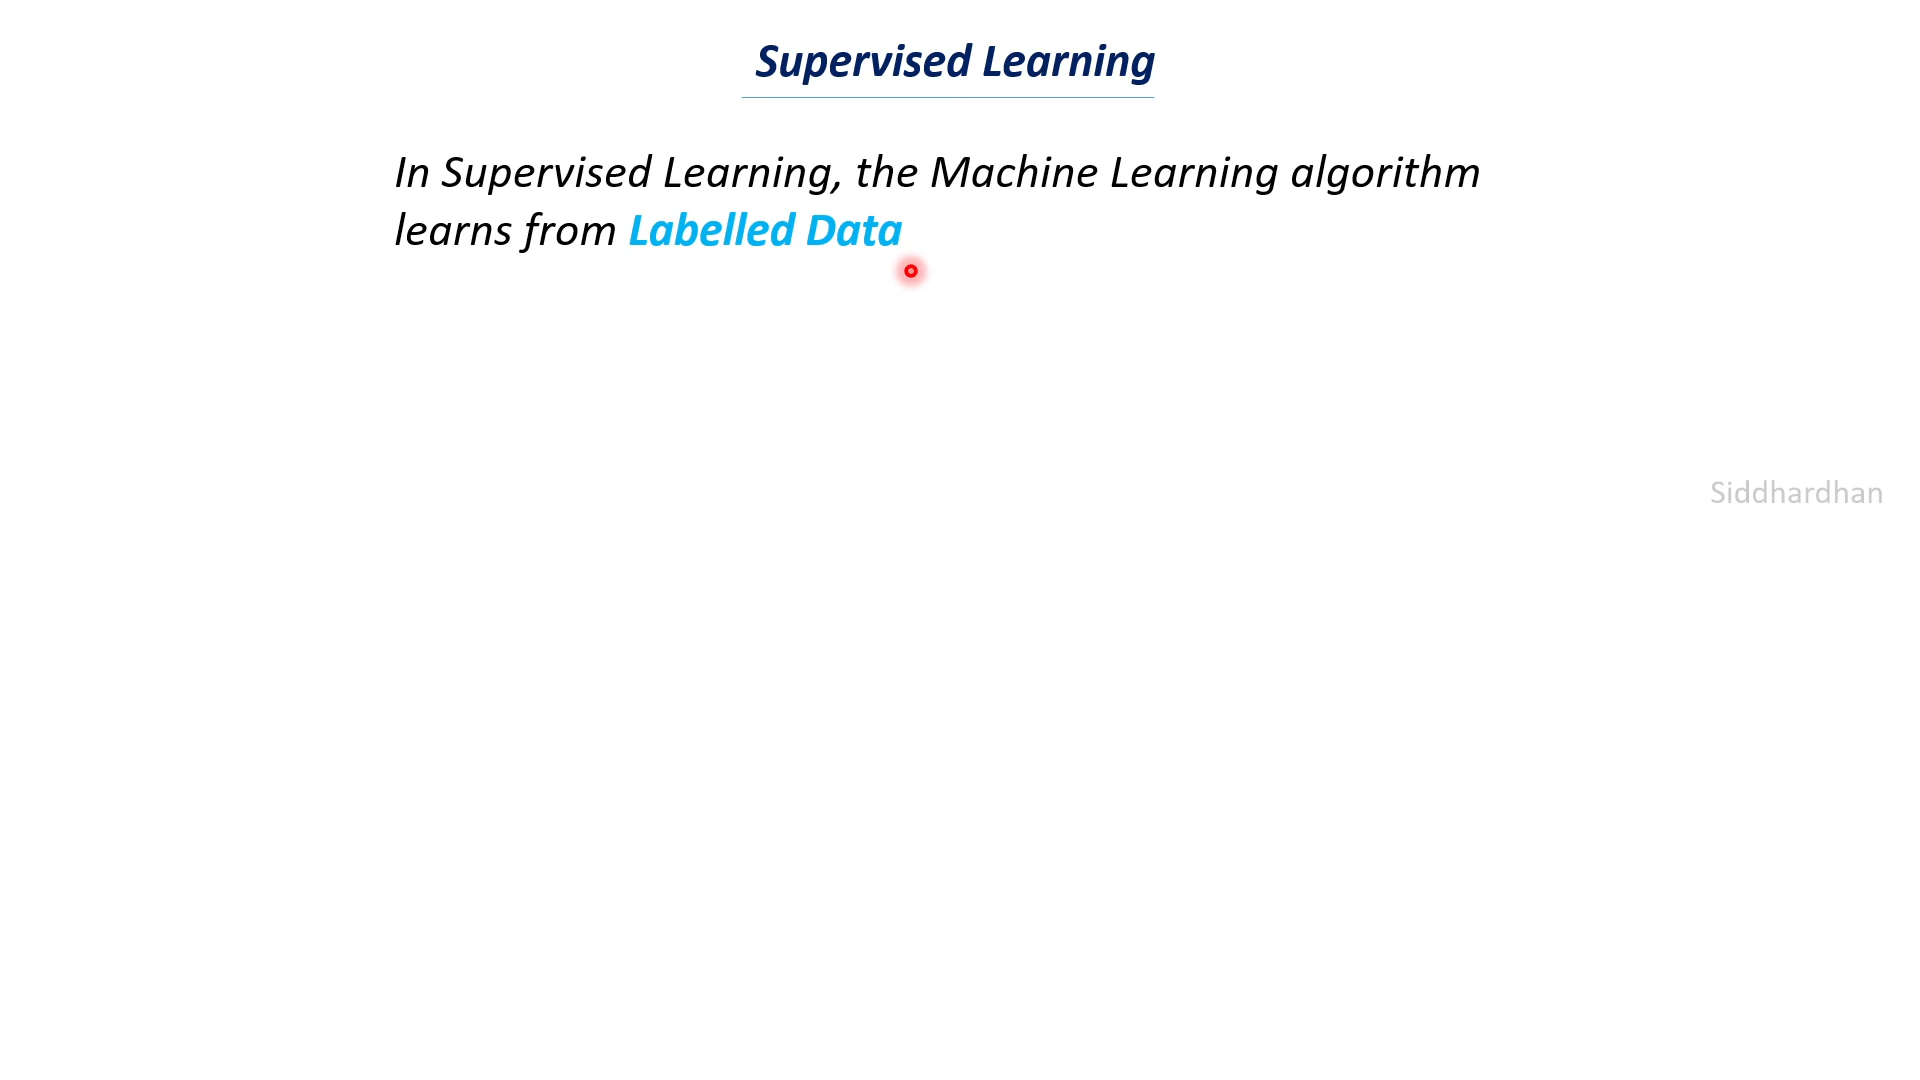 Supervised Learning
In Supervised Learning, the Machine Learning algorithm
learns from Labelled Data
Siddhardhan